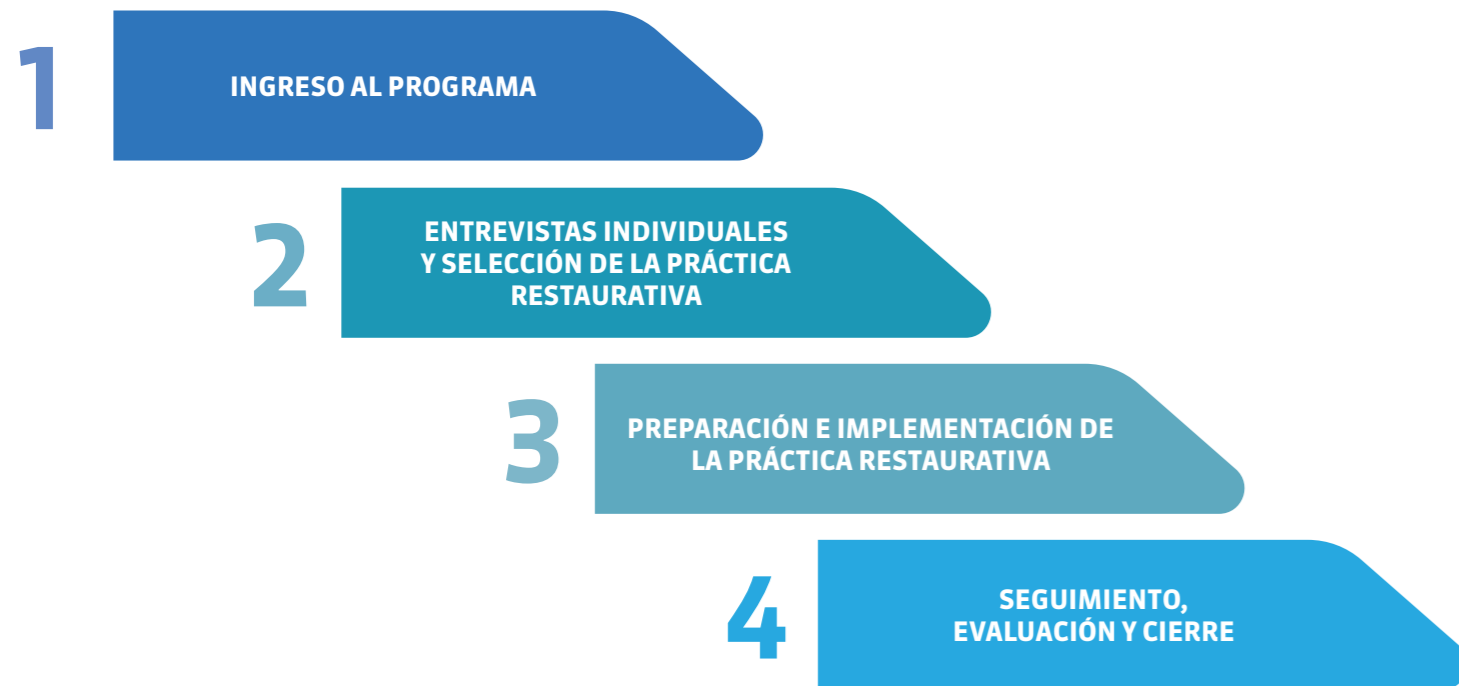 1
INGRESO AL PROGRAMA
2
ENTREVISTAS INDIVIDUALES
Y SELECCIÓN DE LA PRÁCTICA
RESTAURATIVA
3
PREPARACIÓN E IMPLEMENTACIÓN DE
LA PRÁCTICA RESTAURATIVA
4
SEGUIMIENTO,
EVALUACIÓN Y CIERRE